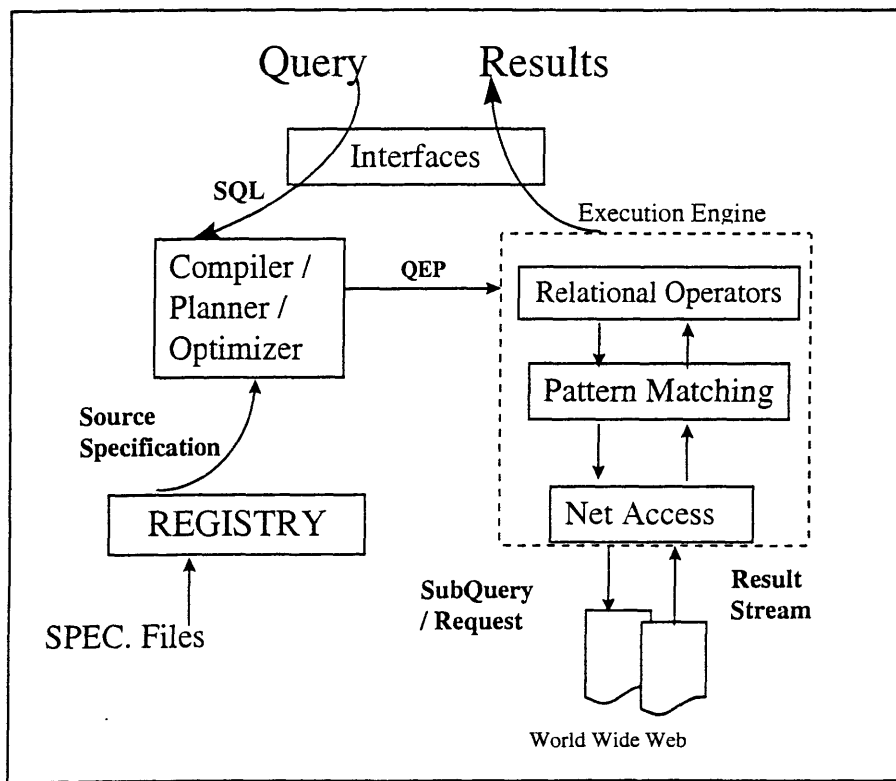 Query
Results
Interfaces
SQL
Execution Engine
Compiler /
Planner /
Optimizer
QEP
Relational Operators
Pattern Matching
Net Access
Source
Specification
REGISTRY
SPEC. Files
SubQuery
/ Request
Result
Stream
World Wide Web